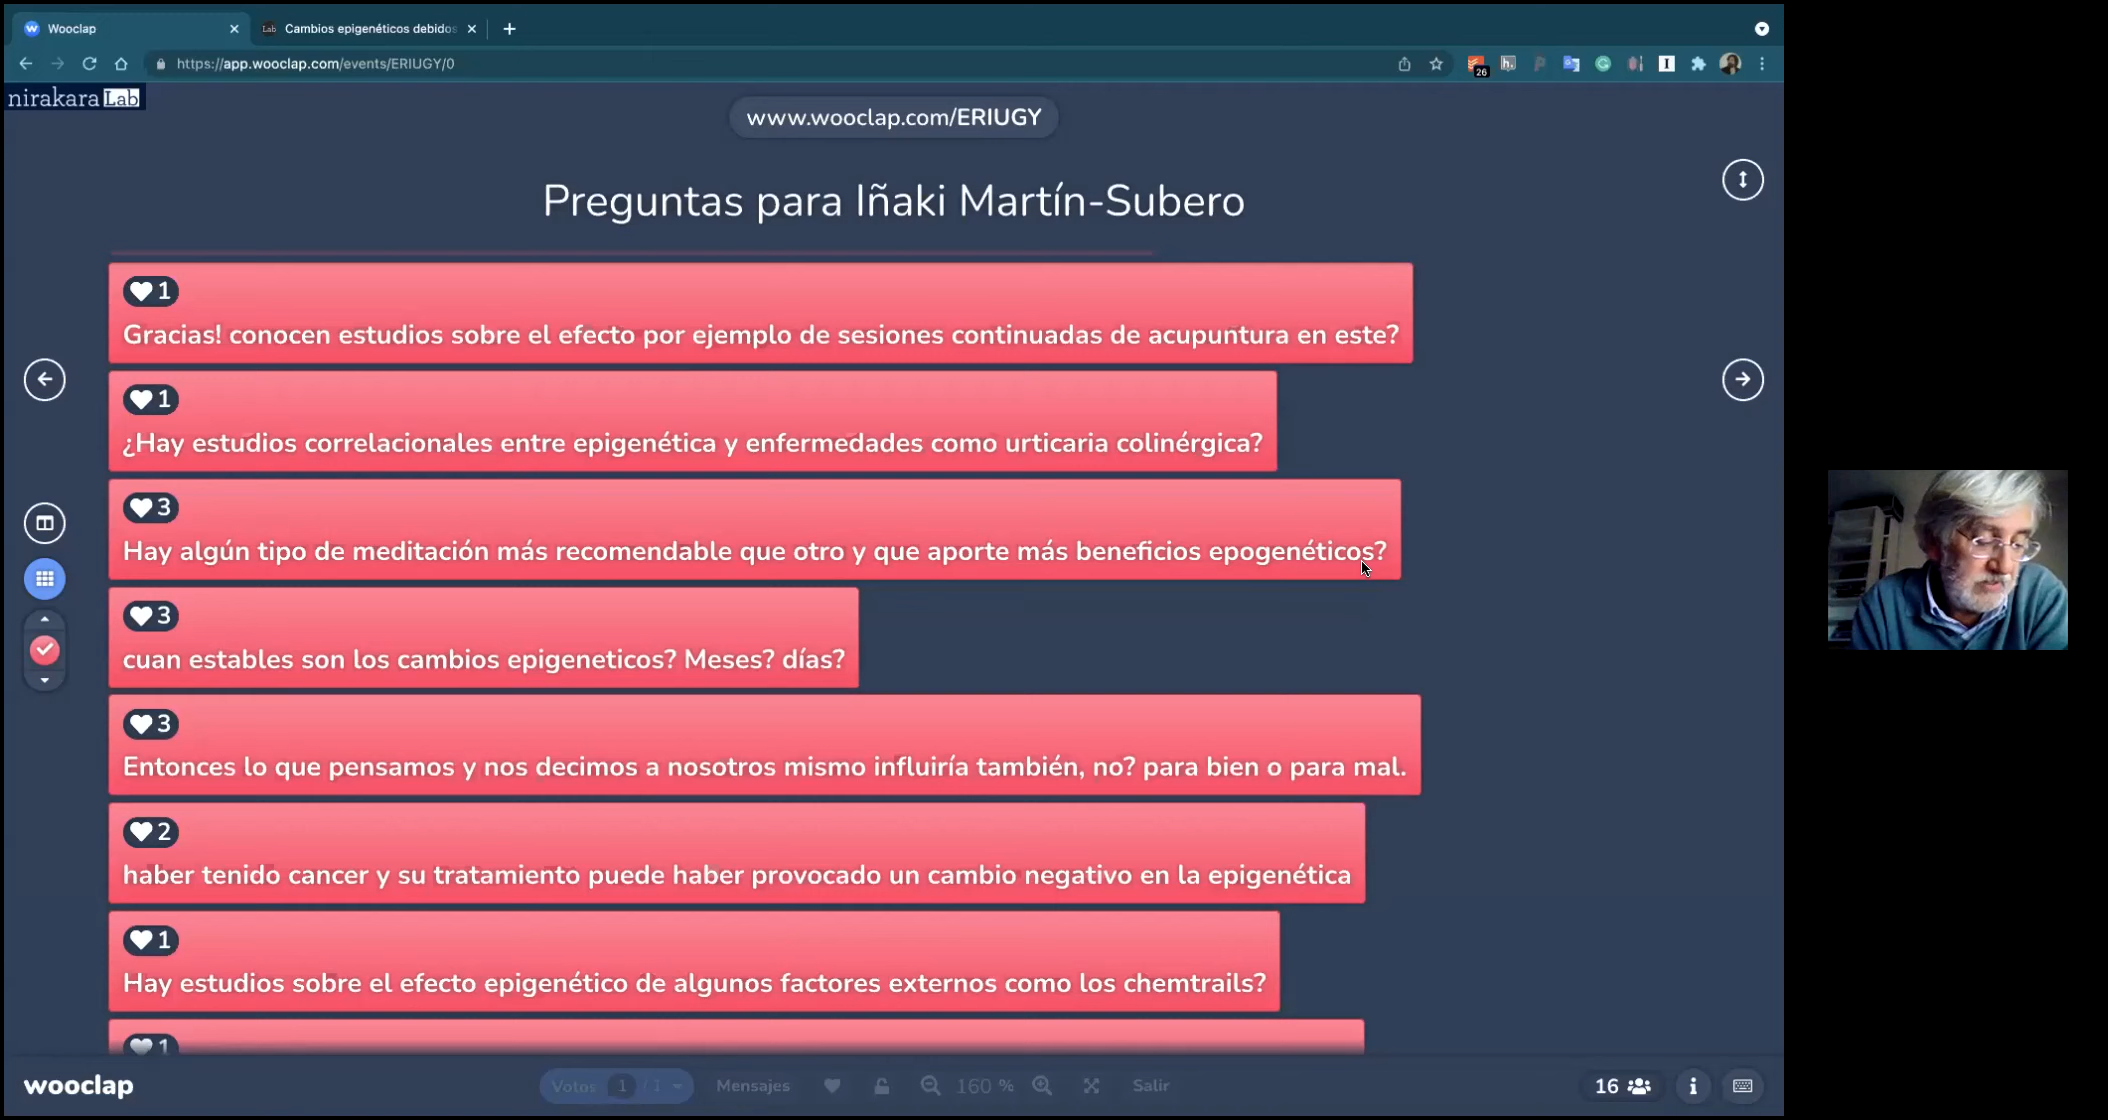 Wooclap
Lab Cambios epigenéticos debidos
https://app.wooclap.com/events/ERIUGY/0
26
nirakara Lab
www.wooclap.com/ERIUGY
Preguntas para Iñaki Martín-Subero
1
Gracias! conocen estudios sobre el efecto por ejemplo de sesiones continuadas de acupuntura en este?
1
¿Hay estudios correlacionales entre epigenética y enfermedades como urticaria colinérgica?
3
Hay algún tipo de meditación más recomendable que otro y que aporte más beneficios epogenéticos?
3
cuan estables son los cambios epigeneticos? Meses? días?
3
Entonces lo que pensamos y nos decimos a nosotros mismo influiría también, no? para bien o para mal.
2
haber tenido cancer y su tratamiento puede haber provocado un cambio negativo en la epigenética
1
Hay estudios sobre el efecto epigenético de algunos factores externos como los chemtrails?
1
wooclap
Votos 1 / 1 Mensajes 160 % Salir
16